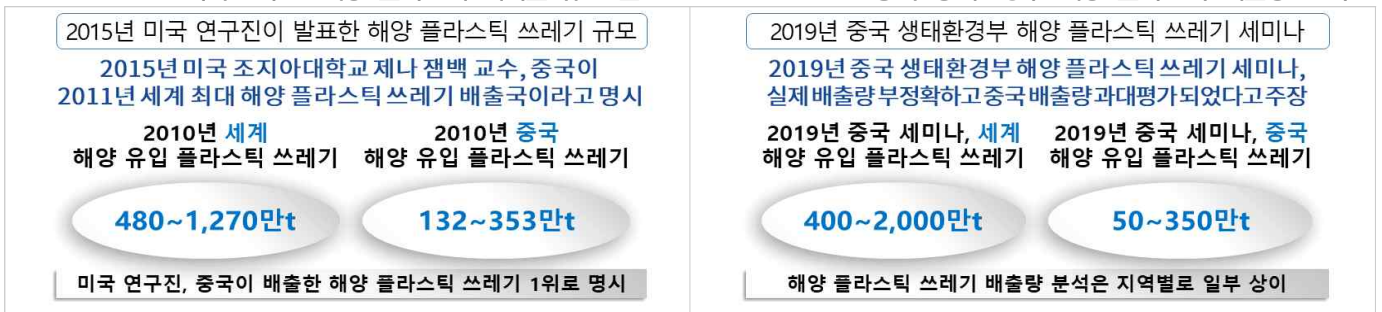 2015년 미국 연구진이 발표한 해양 플라스틱 쓰레기 규모
2015년 미국 조지아대학교 제나 잼백 교수, 중국이
2011년 세계 최대 해양 플라스틱 쓰레기 배출국이라고 명시
2010년 세계
해양 유입 플라스틱 쓰레기
2010년 중국
해양 유입 플라스틱 쓰레기
480~1,270만t
132~353만t
미국 연구진, 중국이 배출한 해양 플라스틱 쓰레기 1위로 명시
2019년 중국 생태환경부 해양 플라스틱 쓰레기 세미나
2019년 중국 생태환경부 해양 플라스틱 쓰레기 세미나,
실제 배출량 부정확하고 중국 배출량 과대평가 되었다고 주장
2019년 중국 세미나, 세계
해양 유입 플라스틱 쓰레기
2019년 중국 세미나, 중국
해양 유입 플라스틱 쓰레기
400~2,000만t
50~350만t
해양 플라스틱 쓰레기 배출량 분석은 지역별로 일부 상이